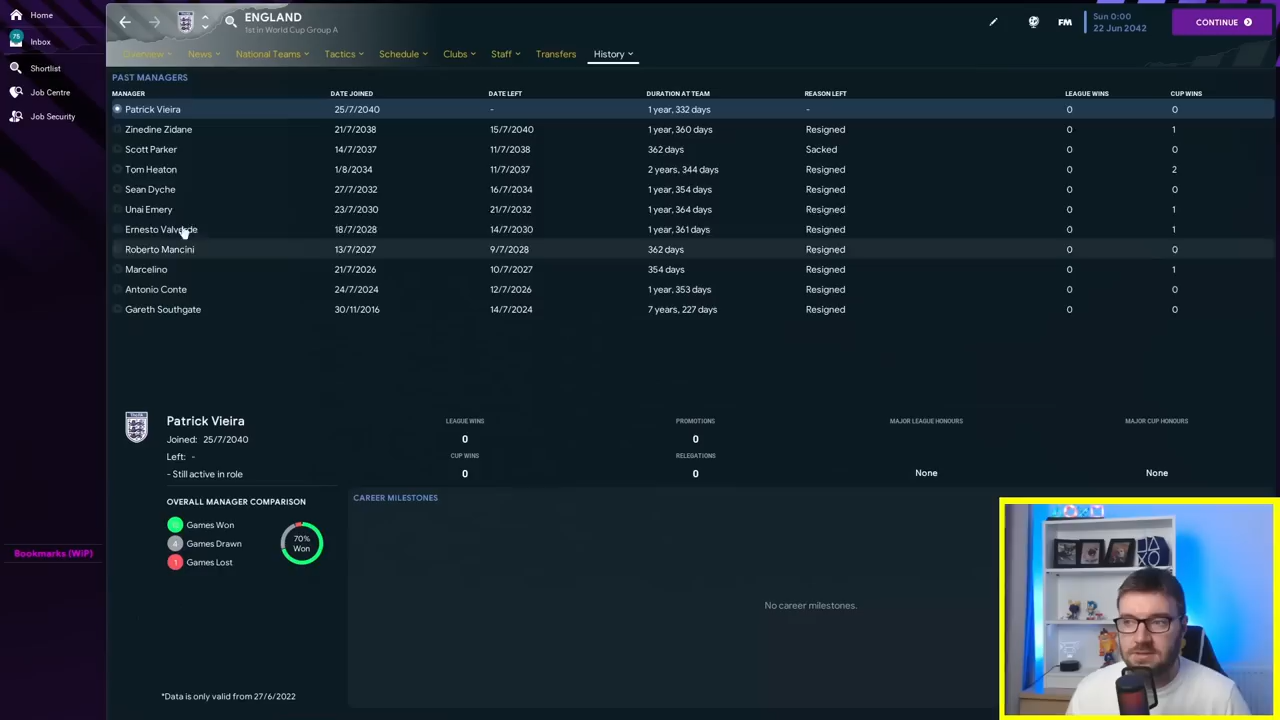 Home
75
Inbox
Shortlist
Job Centre
Job Security
Bookmarks (WIP)
ENGLAND
1st in World Cup Group A
FM
Sun 0:00
22 Jun 2042
CONTINUE
Overview
News
National Teams
Tactics
Schedule
Clubs
Staff
Transfers
History
PAST MANAGERS
MANAGER DATE JOINED DATE LEFT DURATION AT TEAM REASON LEFT LEAGUE WINS CUP WINS
Patrick Vieira 25/7/2040 - 1 year, 332 days - 0 0
Zinedine Zidane 21/7/2038 15/7/2040 1 year, 360 days Resigned 0 1
Scott Parker 14/7/2037 11/7/2038 362 days Sacked 0 0
Tom Heaton 1/8/2034 11/7/2037 2 years, 344 days Resigned 0 2
Sean Dyche 27/7/2032 16/7/2034 1 year, 354 days Resigned 0 0
Unai Emery 23/7/2030 21/7/2032 1 year, 364 days Resigned 0 1
Ernesto Valverde 18/7/2028 14/7/2030 1 year, 361 days Resigned 0 1
Roberto Mancini 13/7/2027 9/7/2028 362 days Resigned 0 0
Marcelino 21/7/2026 10/7/2027 354 days Resigned 0 1
Antonio Conte 24/7/2024 12/7/2026 1 year, 353 days Resigned 0 0
Gareth Southgate 30/11/2016 14/7/2024 7 years, 227 days Resigned 0 0
Patrick Vieira
Joined: 25/7/2040
Left: -
- Still active in role
LEAGUE WINS
0
CUP WINS
0
PROMOTIONS
0
RELEGATIONS
0
MAJOR LEAGUE HONOURS
None
MAJOR CUP HONOURS
None
OVERALL MANAGER COMPARISON
Games Won
4 Games Drawn
1 Games Lost
70%
Won
CAREER MILESTONES
No career milestones.
*Data is only valid from 27/6/2022